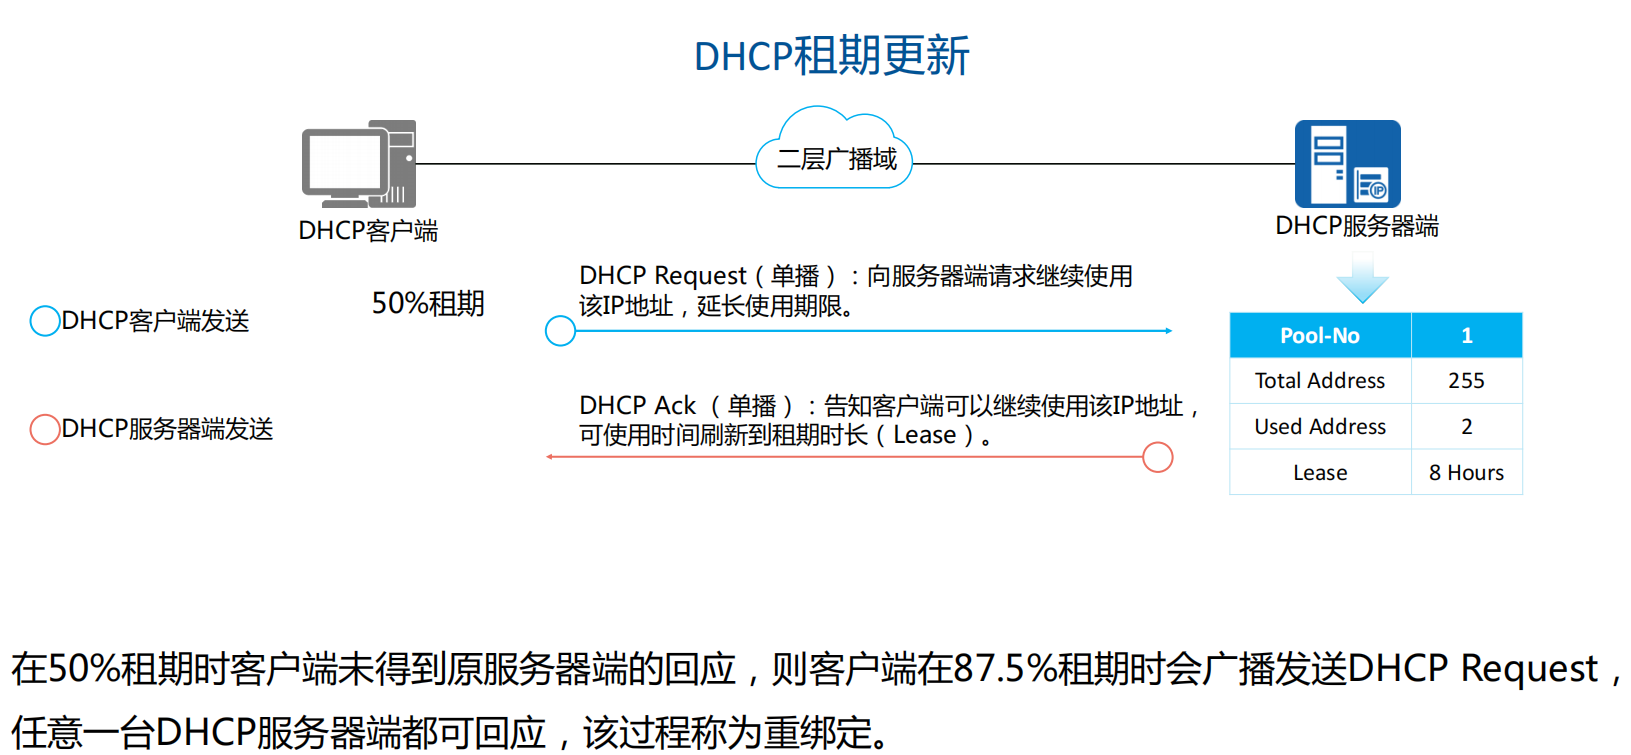 DHCP租期更新
二层广播域
DHCP客户端
DHCP服务器端
50%租期
DHCP客户端发送
DHCP服务器端发送
DHCP Request（单播）：向服务器端请求继续使用
该IP地址，延长使用期限。
DHCP Ack （单播）：告知客户端可以继续使用该IP地址，
可使用时间刷新到租期时长（Lease）。
IP
Pool-No 1
Total Address 255
Used Address 2
Lease 8 Hours
在50%租期时客户端未得到原服务器端的回应，则客户端在87.5%租期时会广播发送DHCP Request，
任意一台DHCP服务器端都可回应，该过程称为重绑定。